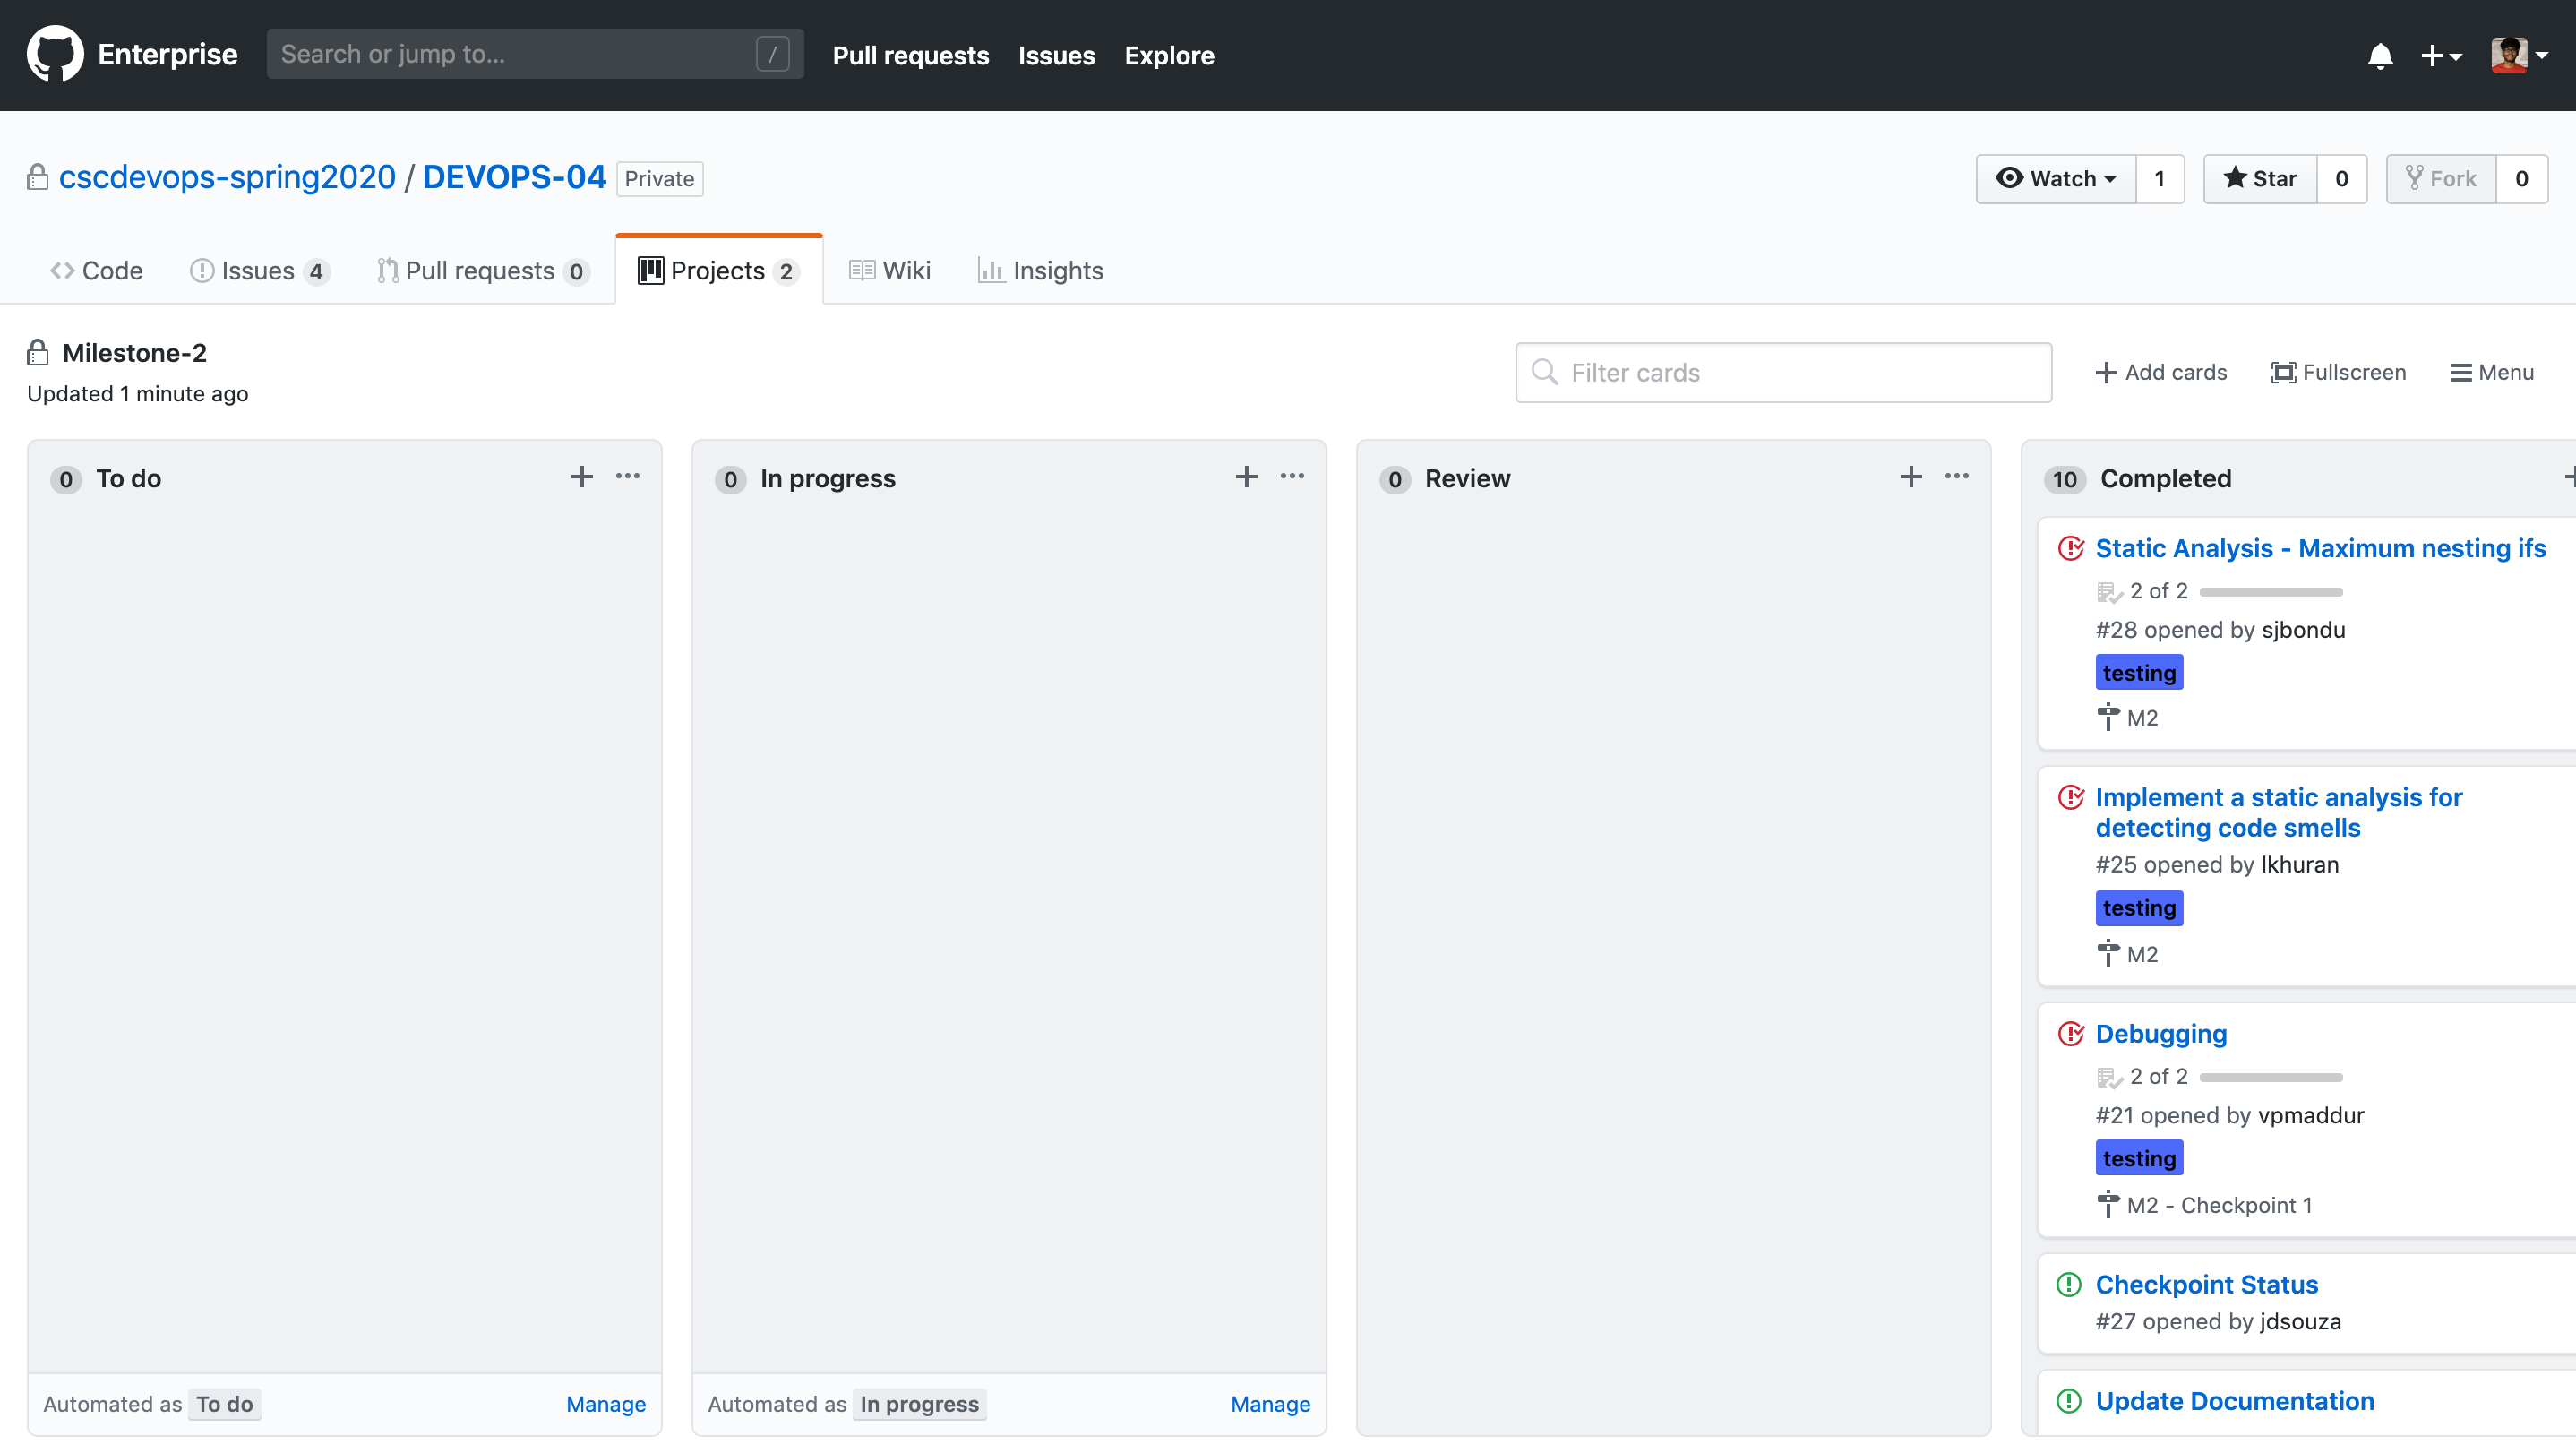 Enterprise
Search or jump to...
/
Pull requests
Issues
Explore
cscdevops-spring2020 / DEVOPS-04
Private
Watch
1
Star
0
Fork
0
Code
Issues 4
Pull requests 0
Projects 2
Wiki
Insights
Milestone-2
Updated 1 minute ago
Filter cards
Add cards
Fullscreen
Menu
0 To do
Automated as To do
Manage
0 In progress
Automated as In progress
Manage
0 Review
10 Completed
Static Analysis - Maximum nesting ifs
2 of 2
#28 opened by sjbondu
testing
M2
Implement a static analysis for
detecting code smells
#25 opened by lkhuran
testing
M2
Debugging
2 of 2
#21 opened by vpmaddur
testing
M2 - Checkpoint 1
Checkpoint Status
#27 opened by jdsouza
Update Documentation